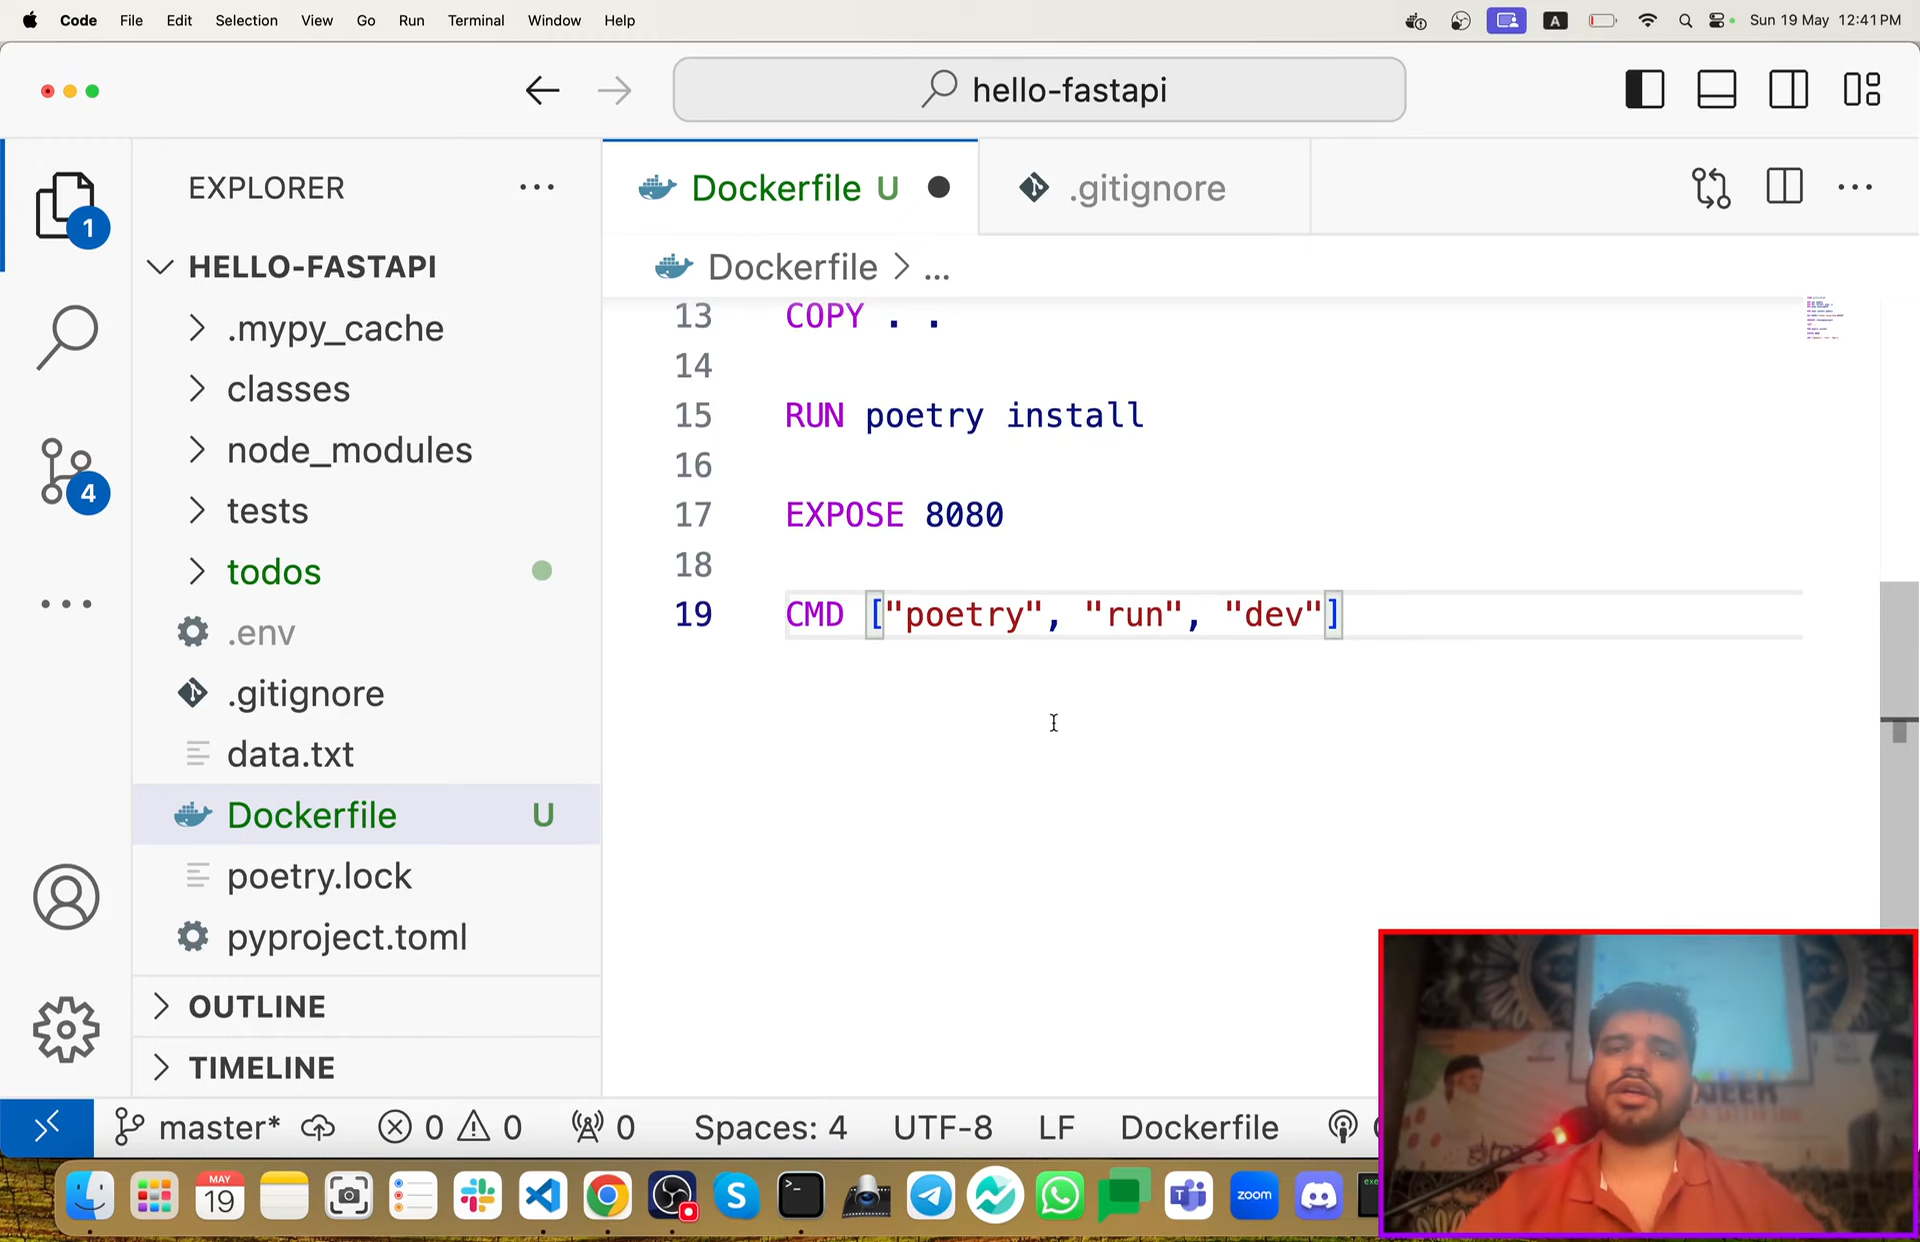 Code File Edit Selection View Go Run Terminal Window Help A Sun 19 May 12:41 PM
hello-fastapi
EXPLORER
1
4
HELLO-FASTAPI
.mypy_cache
classes
node_modules
tests
todos
.env
.gitignore
data.txt
Dockerfile U
poetry.lock
pyproject.toml
OUTLINE
TIMELINE
Dockerfile U .gitignore
Dockerfile > ...
13 COPY . .
14
15 RUN poetry install
16
17 EXPOSE 8080
18
19 CMD ["poetry", "run", "dev"]
master* 0 0 0 Spaces: 4 UTF-8 LF Dockerfile
MAY
19
S
zoom
exe